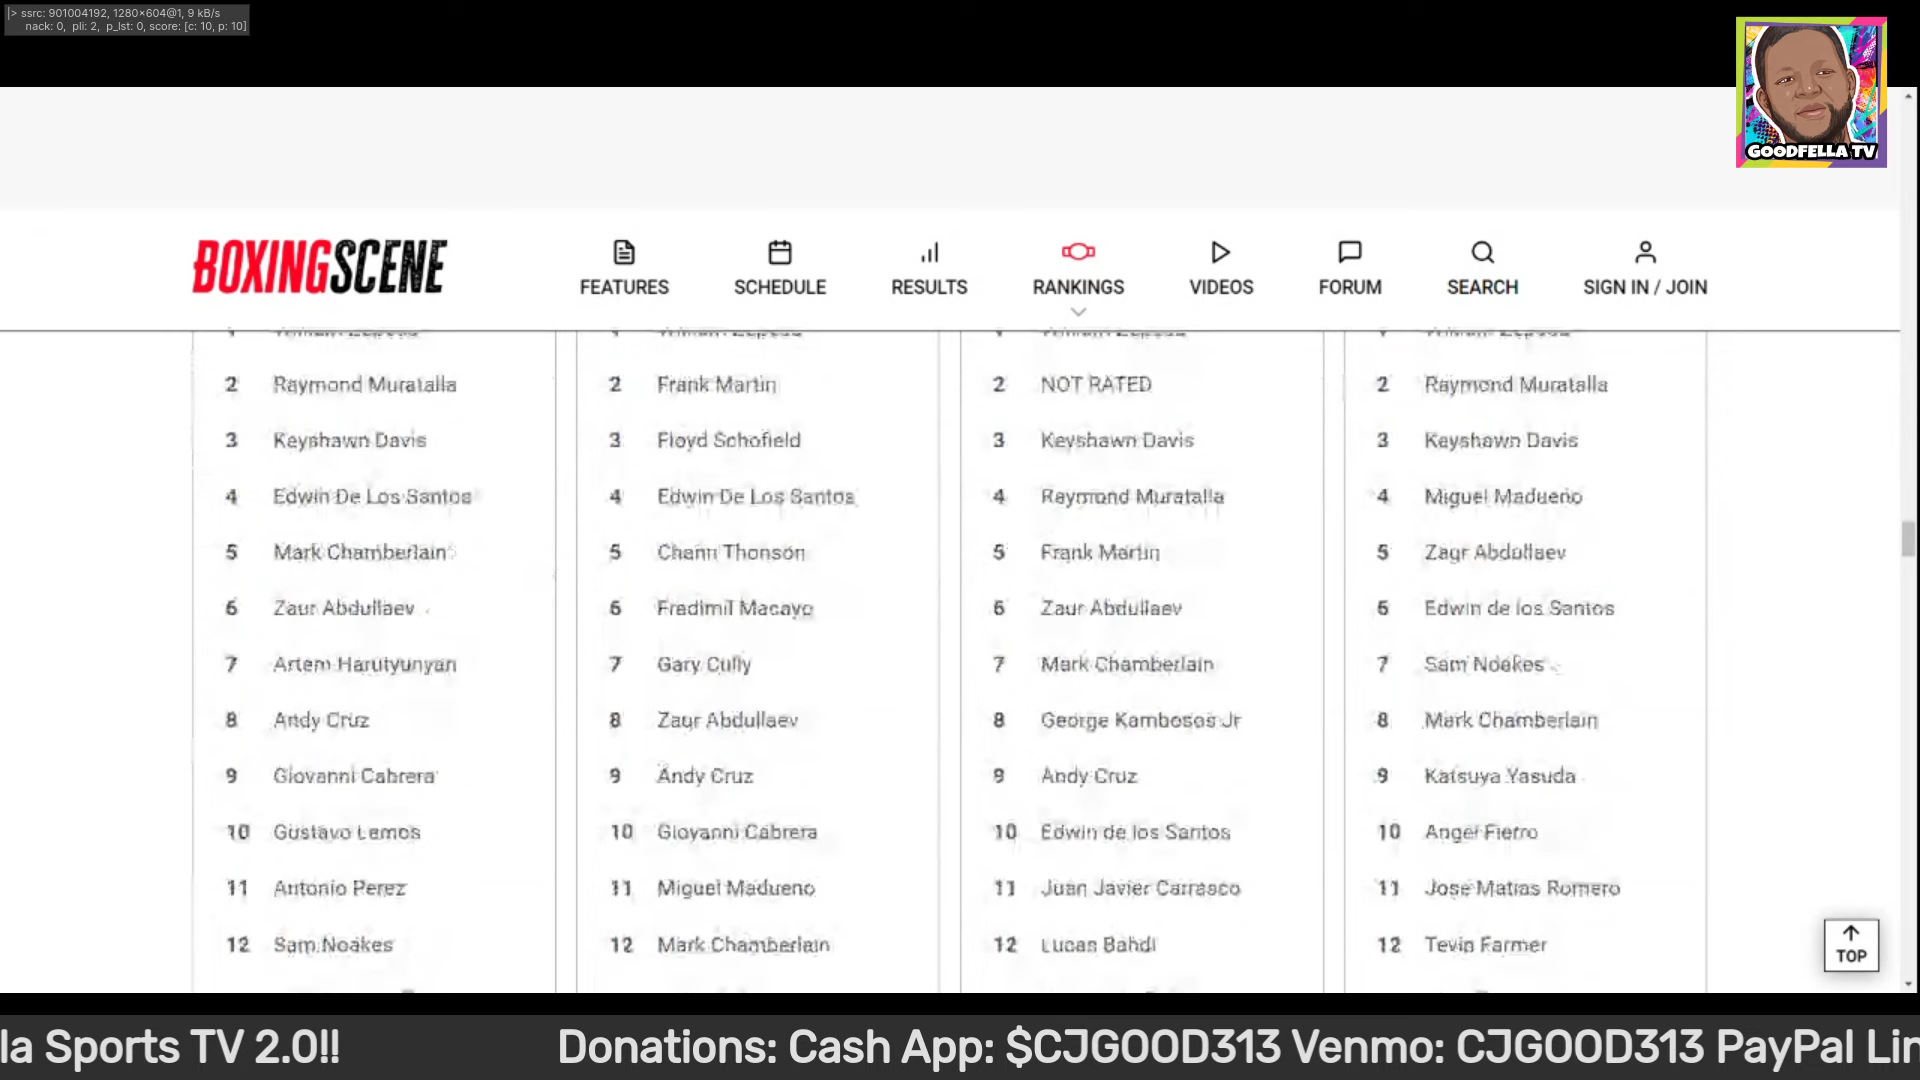 |> ssrc: 901004192, 1280×604@1, 9 kB/s
nack: 0, pli: 2, p_lst: 0, score: [c: 10, p: 10]
GOODFELLA TV
BOXINGSCENE
FEATURES SCHEDULE RESULTS RANKINGS VIDEOS FORUM SEARCH SIGN IN / JOIN
2 Raymond Muratalla 2 Frank Martin 2 NOT RATED 2 Raymond Muratalla
3 Keyshawn Davis 3 Floyd Schofield 3 Keyshawn Davis 3 Keyshawn Davis
4 Edwin De Los Santos 4 Edwin De Los Santos 4 Raymond Muratalla 4 Miguel Madueno
5 Mark Chamberlain 5 Chann Thonson 5 Frank Martin 5 Zaur Abdullaev
6 Zaur Abdullaev 6 Fradimil Macayo 6 Zaur Abdullaev 6 Edwin de los Santos
7 Artem Harutyunyan 7 Gary Cully 7 Mark Chamberlain 7 Sam Noakes
8 Andy Cruz 8 Zaur Abdullaev 8 George Kambosos Jr 8 Mark Chamberlain
9 Giovanni Cabrera 9 Andy Cruz 9 Andy Cruz 9 Katsuya Yasuda
10 Gustavo Lemos 10 Giovanni Cabrera 10 Edwin de los Santos 10 Angel Fierro
11 Antonio Perez 11 Miguel Madueno 11 Juan Javier Carrasco 11 Jose Matias Romero
12 Sam Noakes 12 Mark Chamberlain 12 Lucas Bahdi 12 Tevin Farmer
TOP
la Sports TV 2.0!! Donations: Cash App: $CJGOOD313 Venmo: CJGOOD313 PayPal Lin